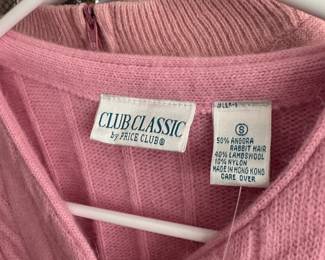 CLUB CLASSIC
by PRICE CLUB®
S
50% ANGORA
RABBIT HAIR
40% LAMBSWOOL
10% NYLON
MADE IN HONG KONG
CARE OVER